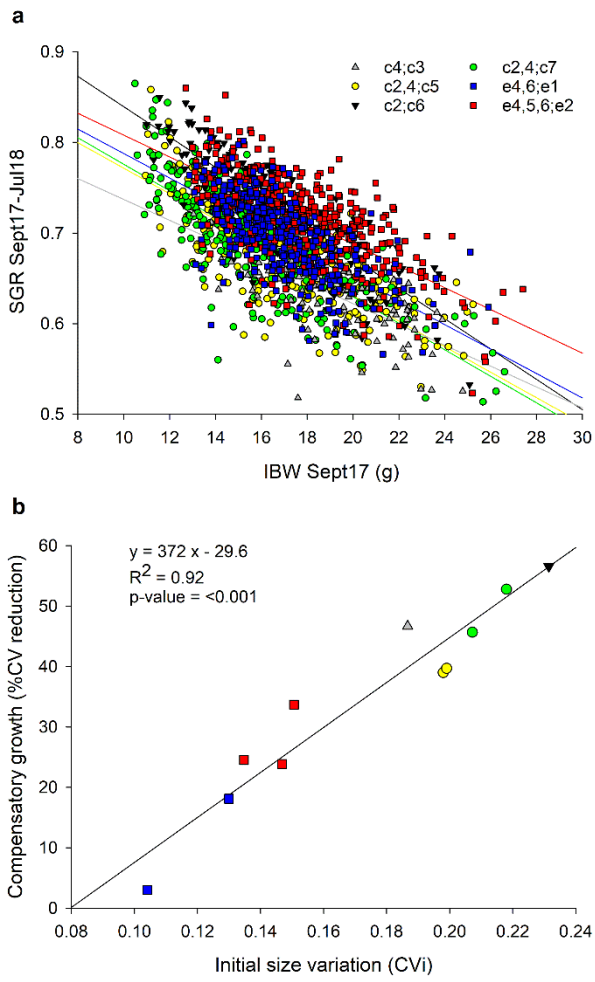 a
SGR Sept17-Jul18
0.9
0.8
0.7
0.6
0.5
c4;c3
c2,4;c5
c2;c6
c2,4;c7
e4,6;e1
e4,5,6;e2
8 10 12 14 16 18 20 22 24 26 28 30
IBW Sept17 (g)
b
Compensatory growth (%CV reduction)
60
50
40
30
20
10
0
y = 372 x - 29.6
R2 = 0.92
p-value = <0.001
0.08 0.10 0.12 0.14 0.16 0.18 0.20 0.22 0.24
Initial size variation (CVi)